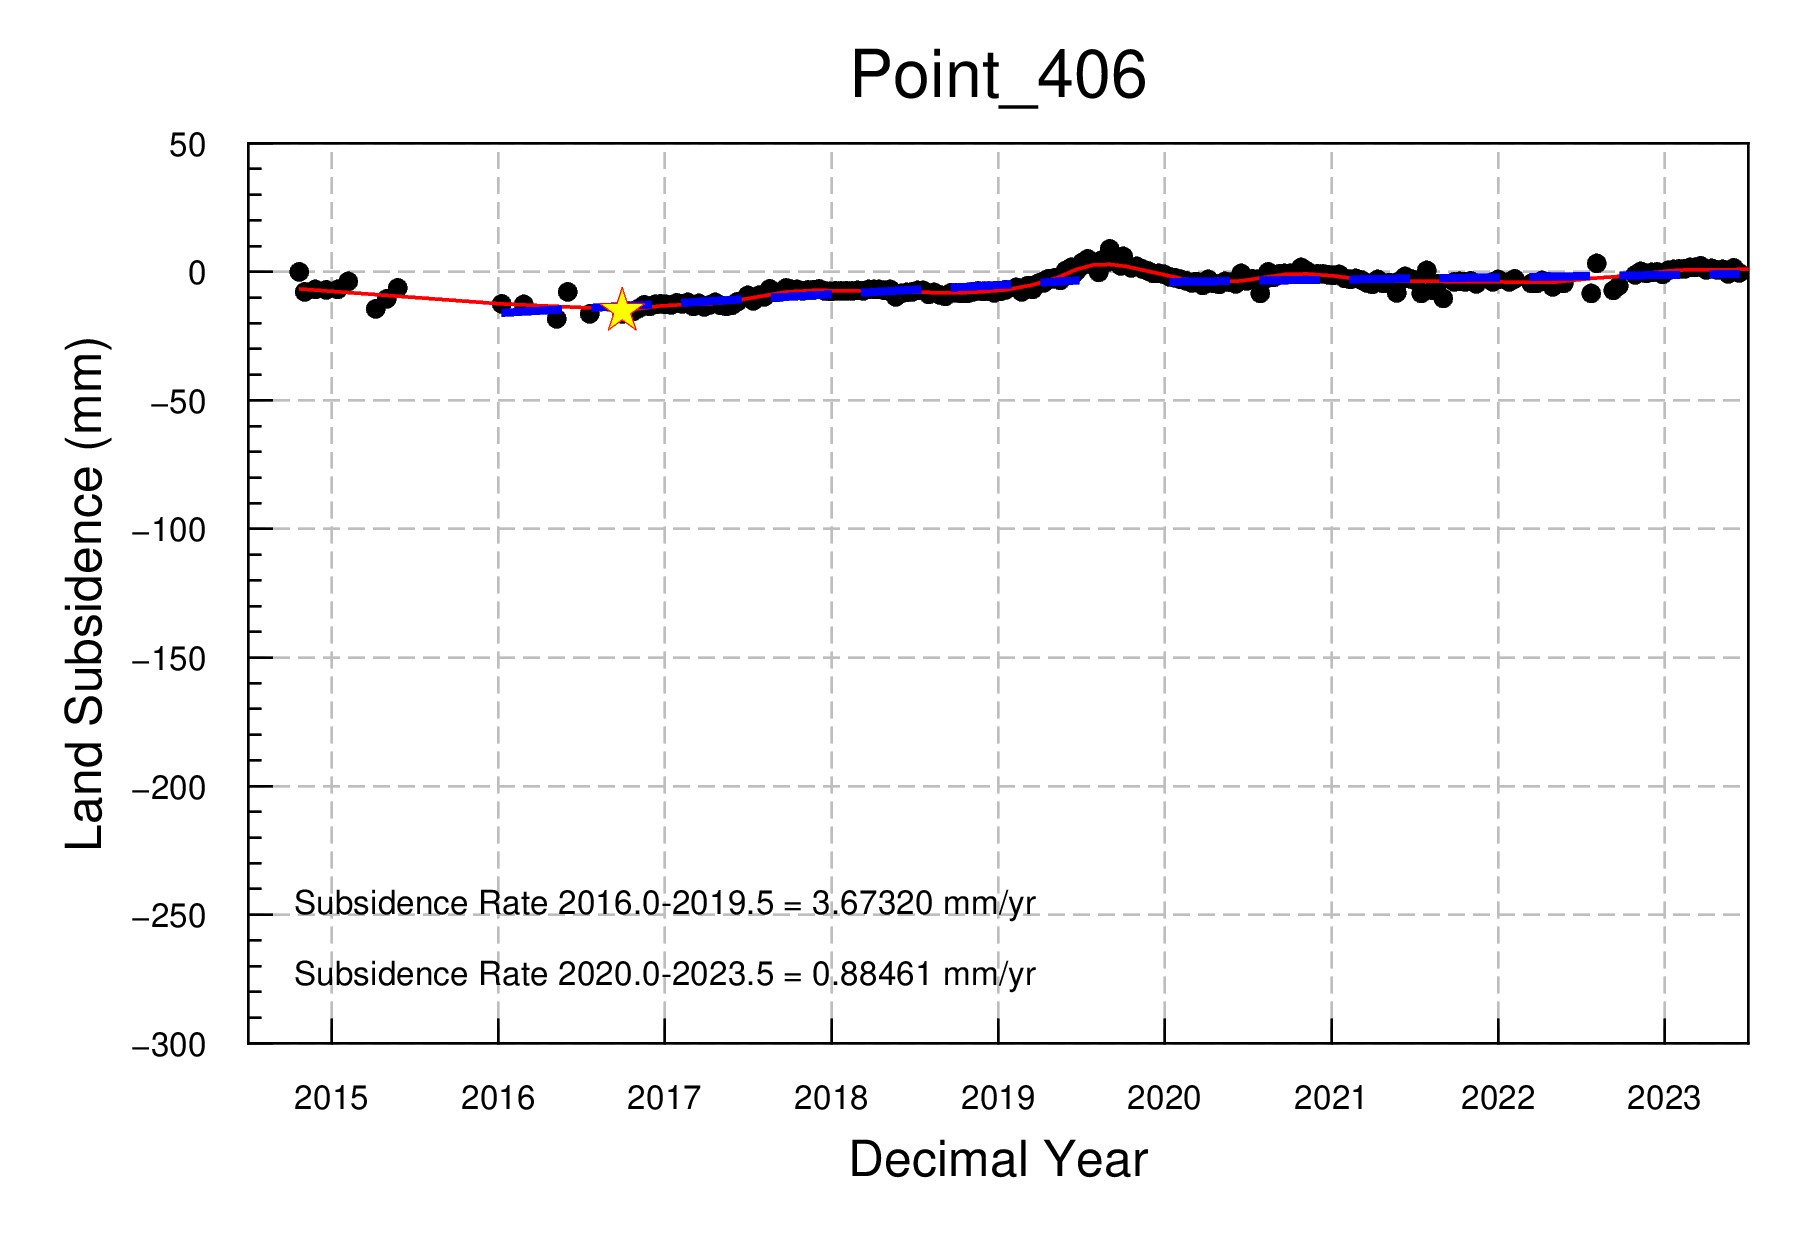 Point_406
50
0
−50
−100
−150
−200
−250
−300
Land Subsidence (mm)
Subsidence Rate 2016.0-2019.5 = 3.67320 mm/yr
Subsidence Rate 2020.0-2023.5 = 0.88461 mm/yr
2015 2016 2017 2018 2019 2020 2021 2022 2023
Decimal Year